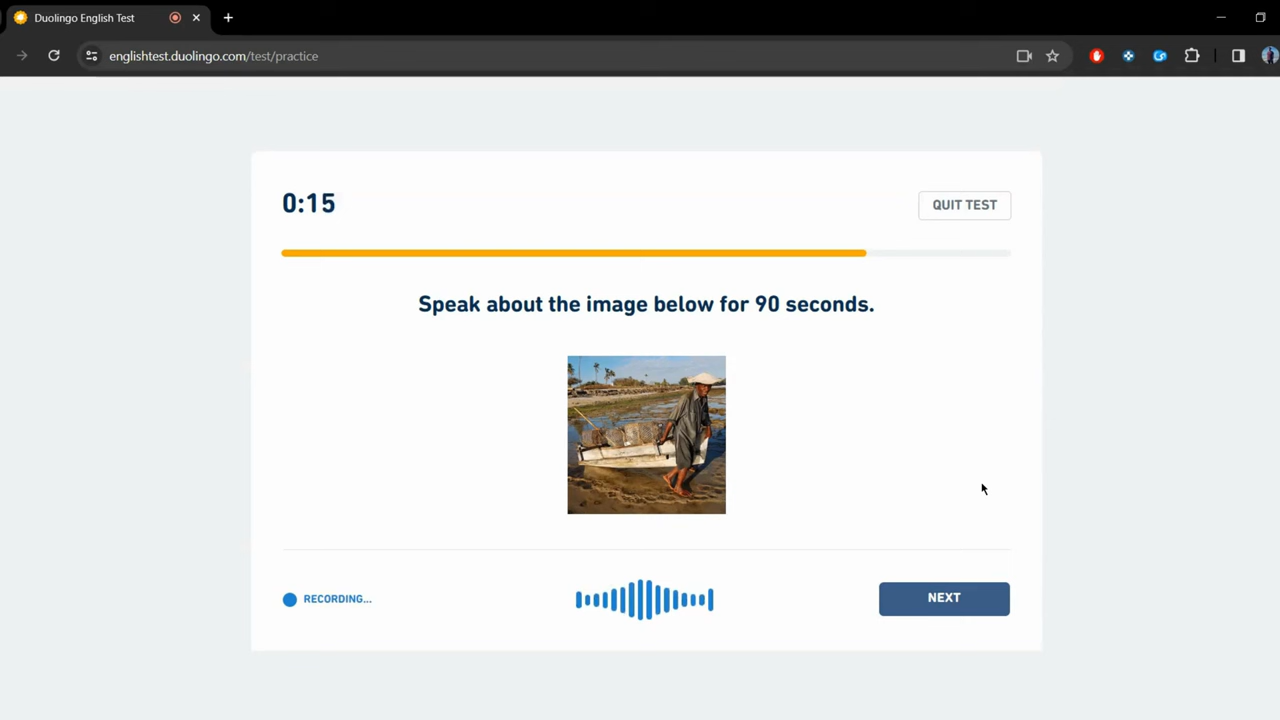 Duolingo English Test
englishtest.duolingo.com/test/practice
0:15
QUIT TEST
Speak about the image below for 90 seconds.
RECORDING...
NEXT